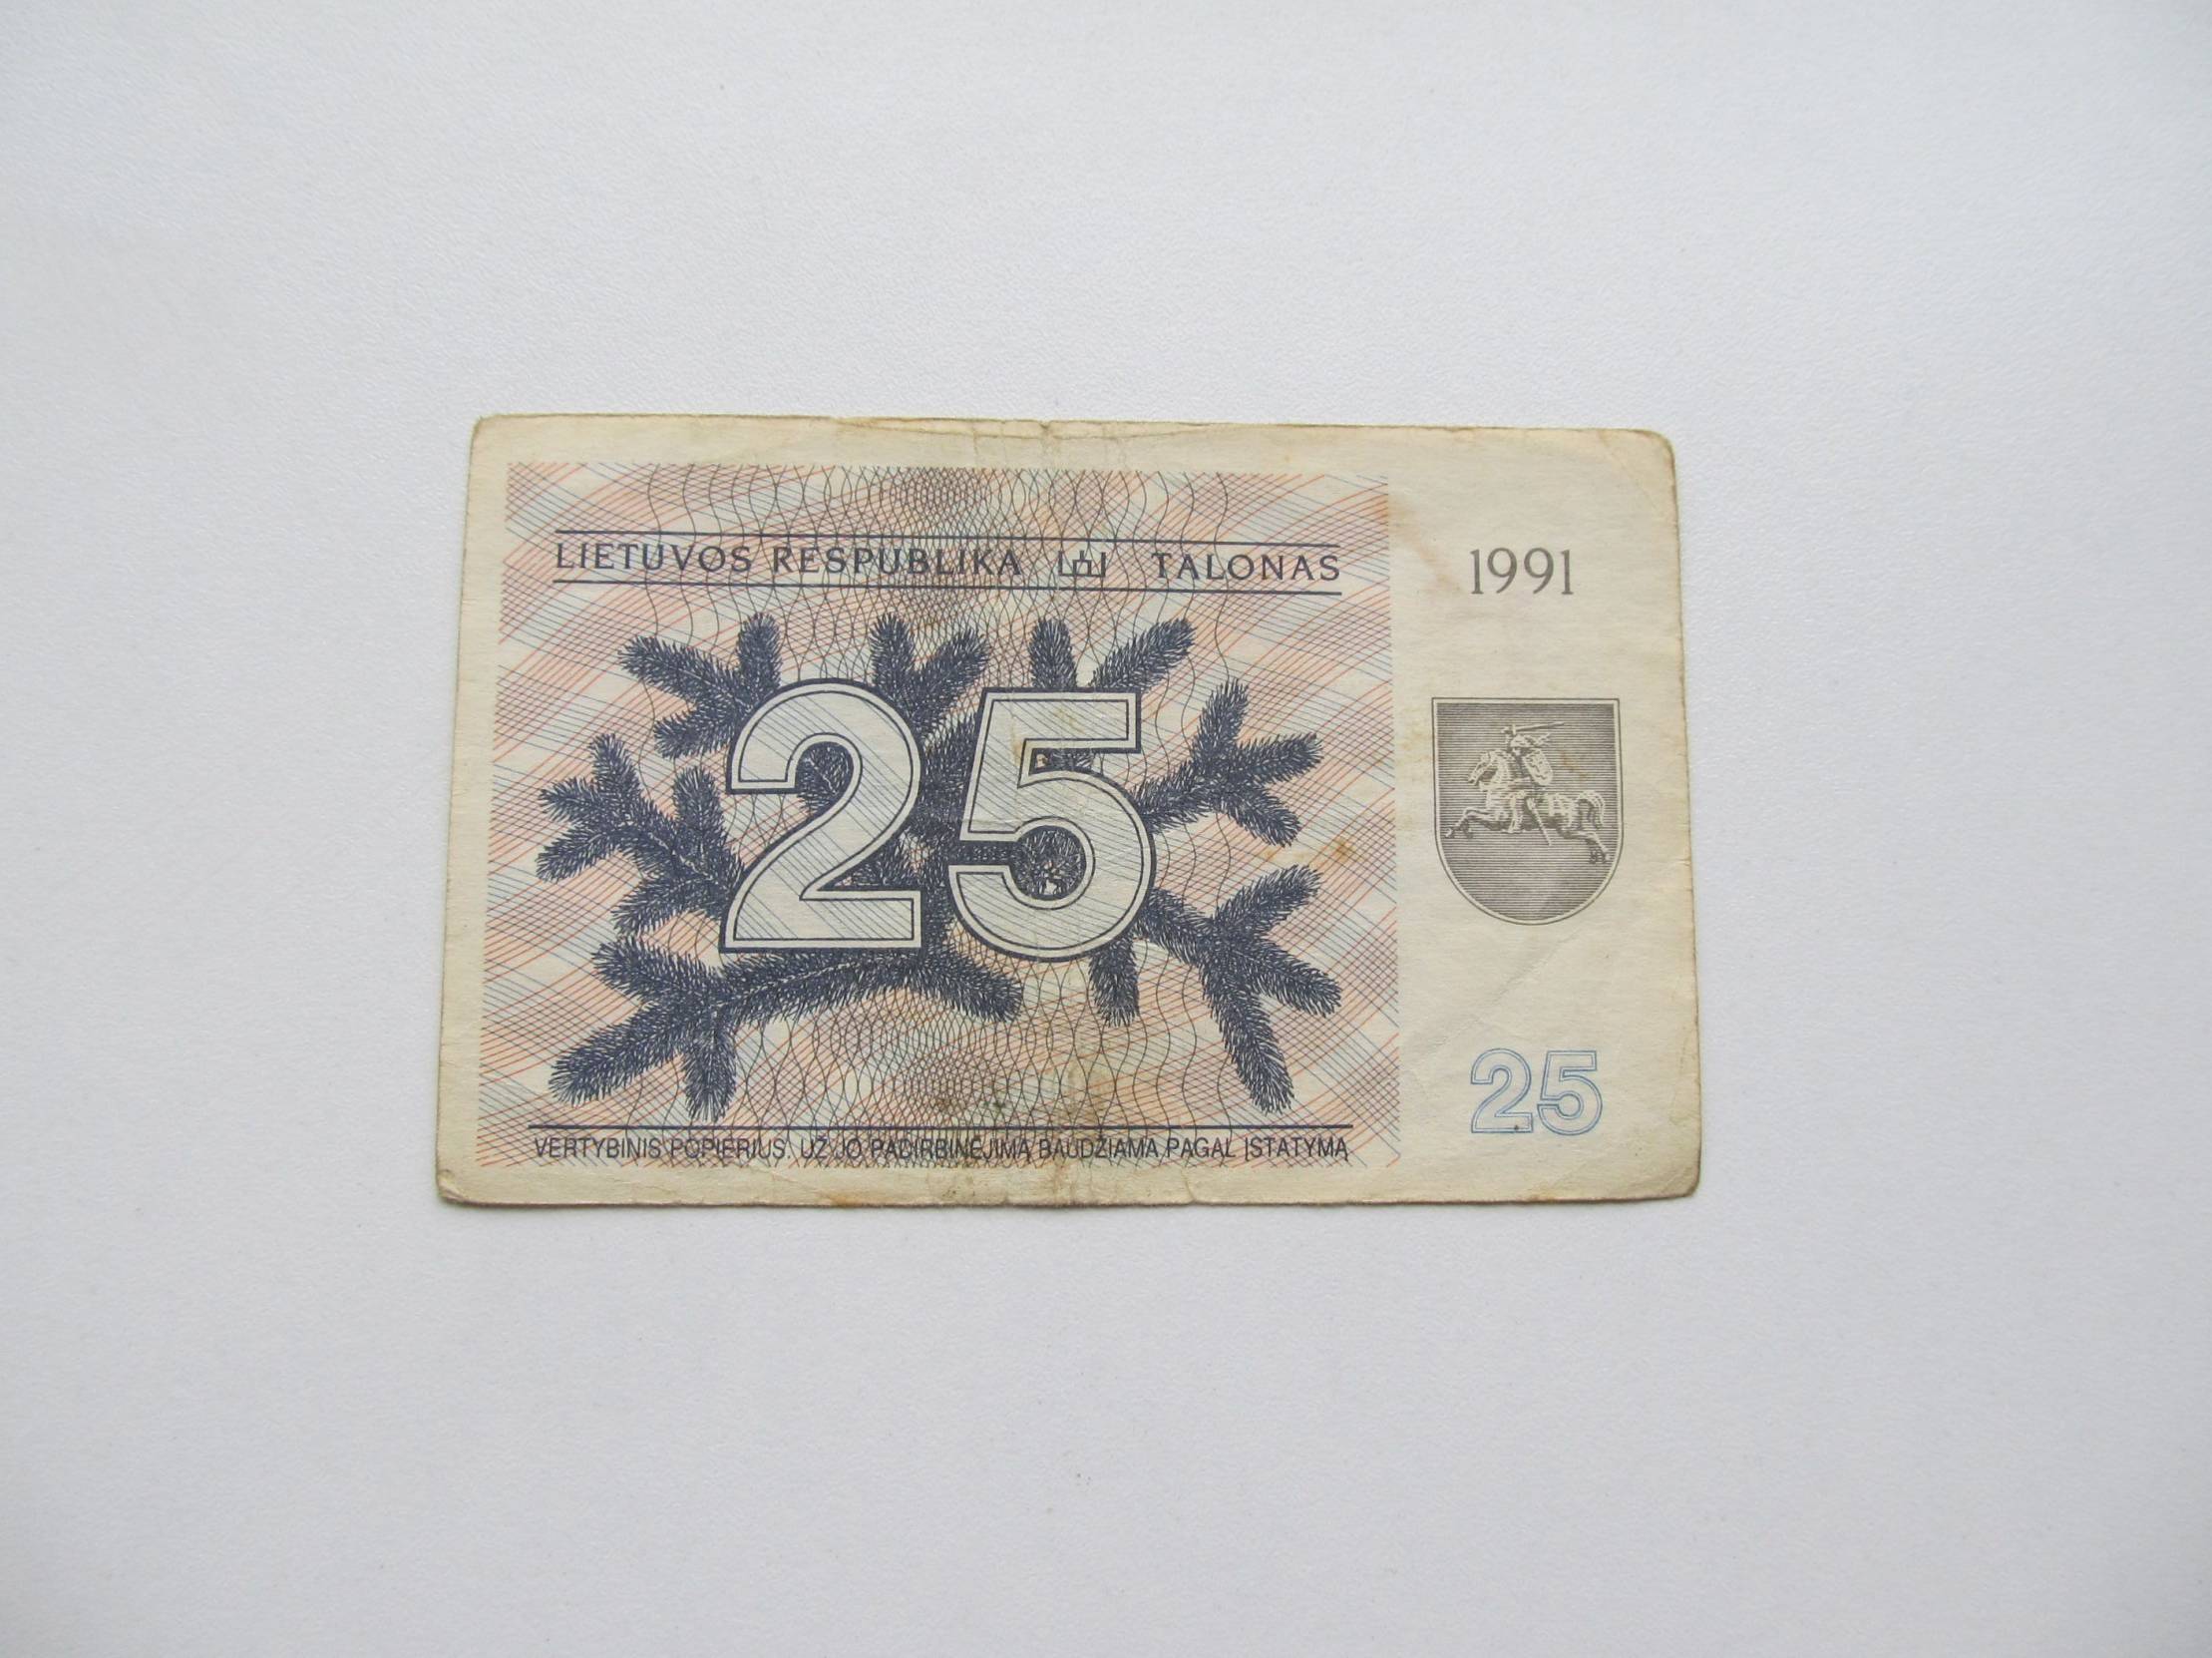 LIETUVOS RESPUBLIKA TALONAS
1991
25
25
VERTYBINIS POPIERIUS. UŽ JO PADIRBINĖJIMĄ BAUDŽIAMA PAGAL ĮSTATYMĄ